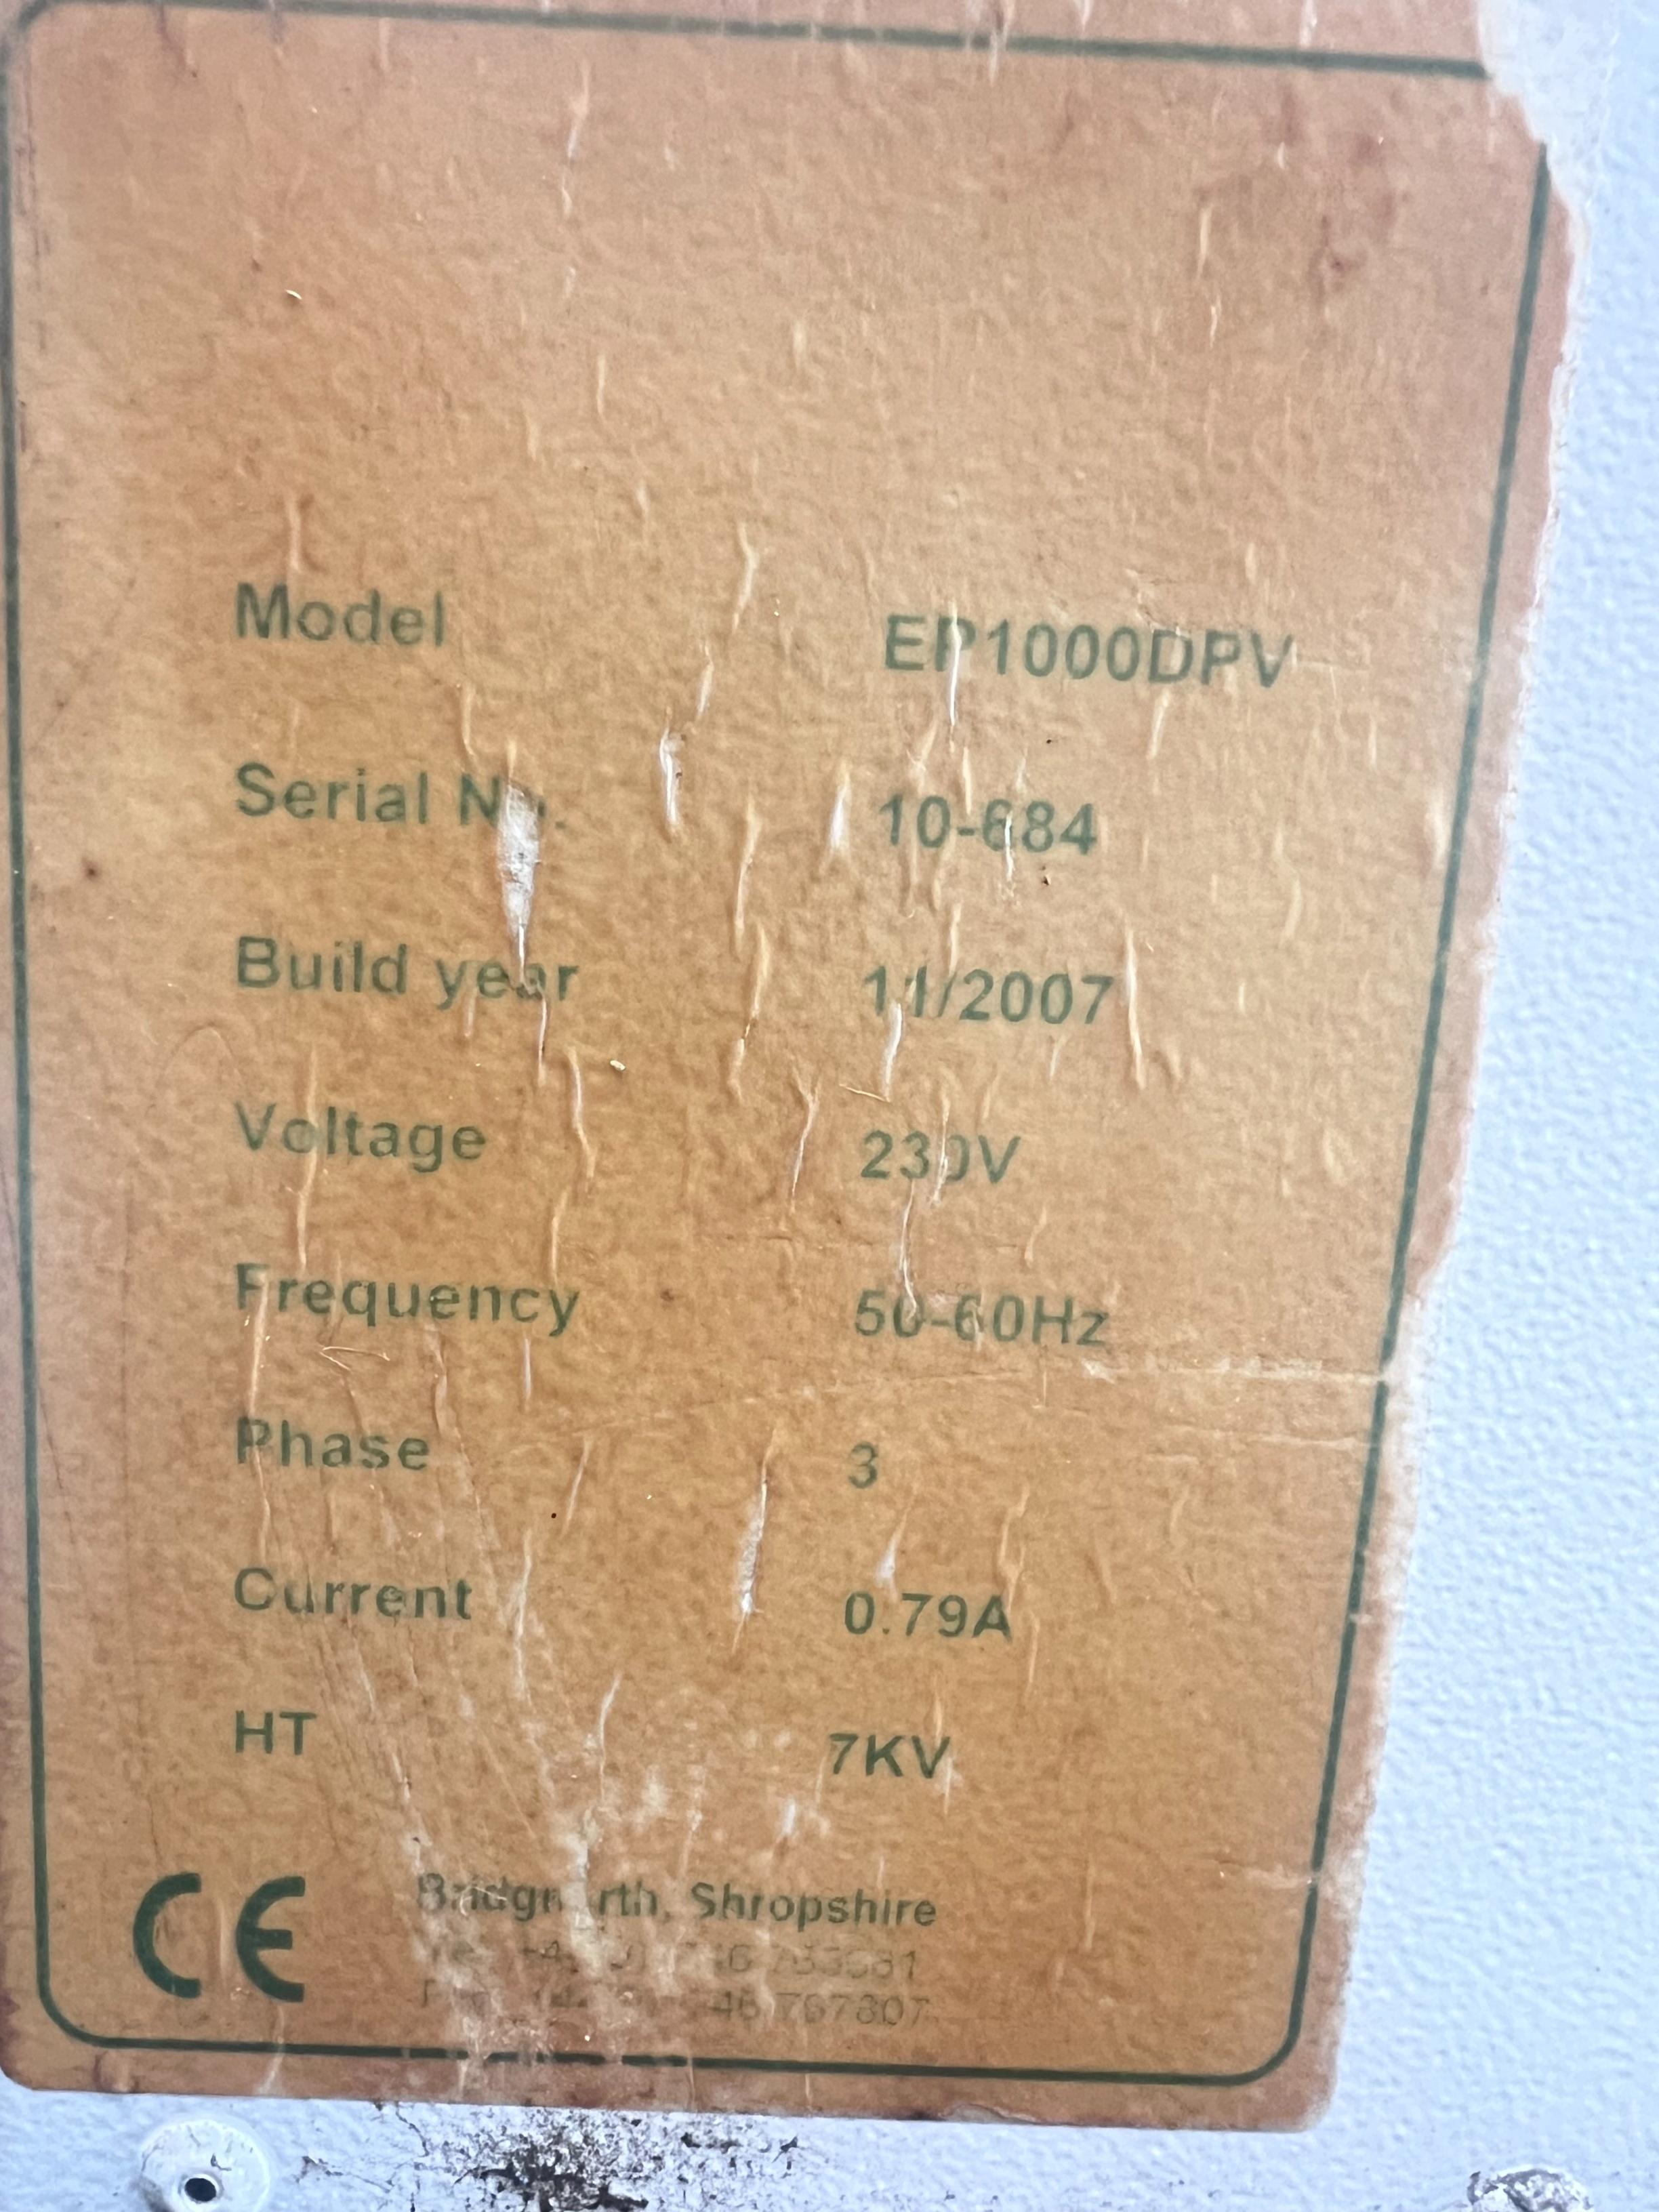 Model EP1000DPV
Serial No. 10-684
Build year 11/2007
Voltage 230V
Frequency 50-60Hz
Phase 3
Current 0.79A
HT 7KV
CE
Bridgnorth, Shropshire